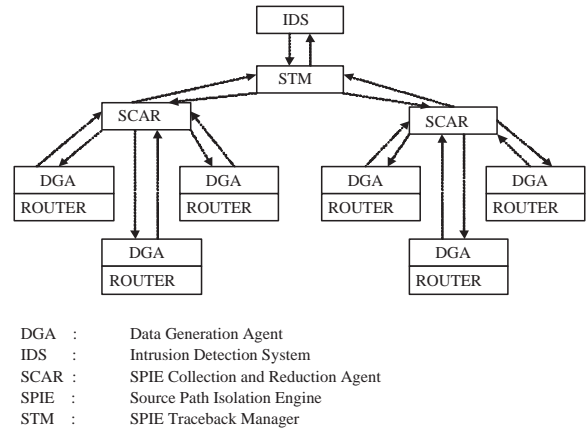 IDS
STM
SCAR
SCAR
DGA
ROUTER
DGA
ROUTER
DGA
ROUTER
DGA
ROUTER
DGA
ROUTER
DGA
ROUTER
DGA : Data Generation Agent
IDS : Intrusion Detection System
SCAR : SPIE Collection and Reduction Agent
SPIE : Source Path Isolation Engine
STM : SPIE Traceback Manager